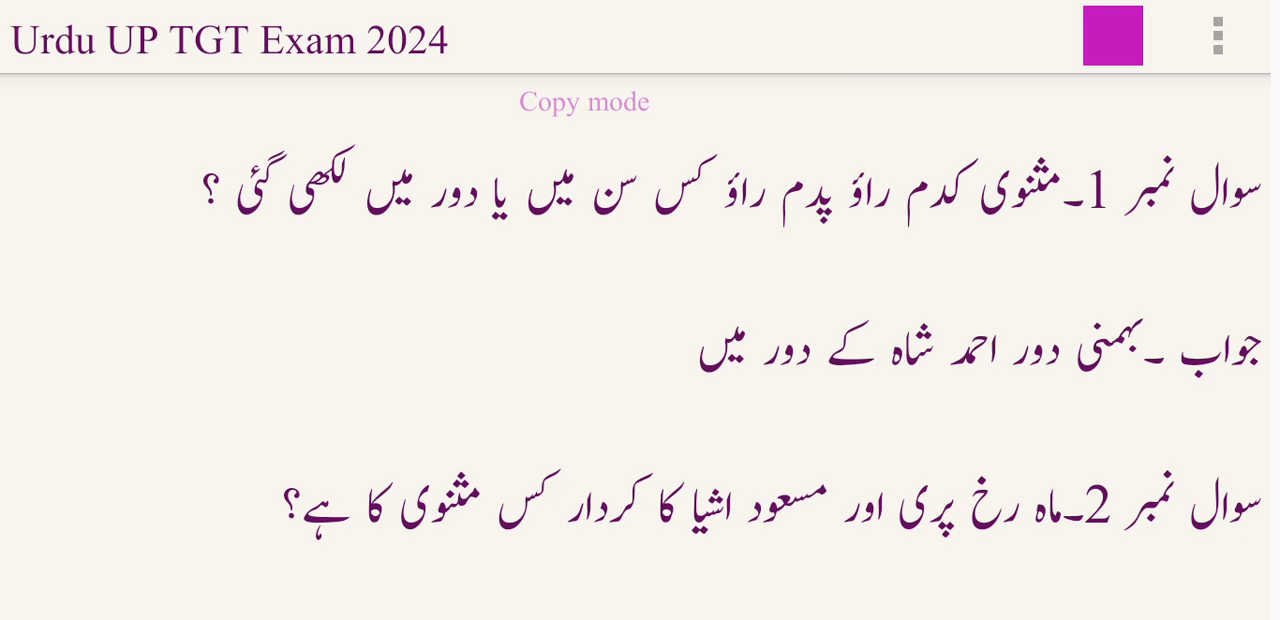 Urdu UP TGT Exam 2024
Copy mode
سوال نمبر 1۔مثنوی کدم راؤ پدم راؤ کس سن میں یا دور میں لکھی گئی ؟
جواب ۔بہمنی دور احمد شاہ کے دور میں
سوال نمبر 2۔ماہ رخ پری اور مسعود اشیا کا کردار کس مثنوی کا ہے؟